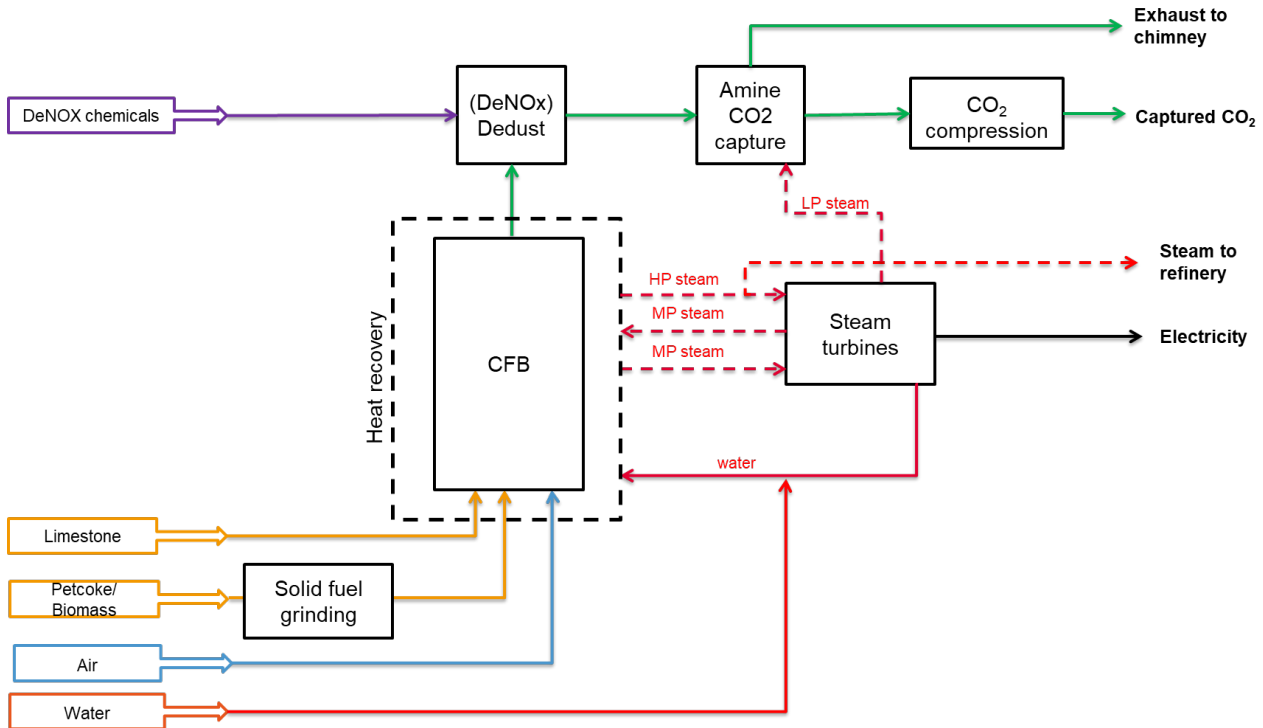 Exhaust to
chimney
DeNOX chemicals
(DeNOx)
Dedust
Amine
CO2
capture
CO₂
compression
Captured CO₂
LP steam
Steam to
refinery
HP steam
MP steam
Steam
turbines
Electricity
MP steam
Heat recovery
CFB
water
Limestone
Petcoke/
Biomass
Solid fuel
grinding
Air
Water